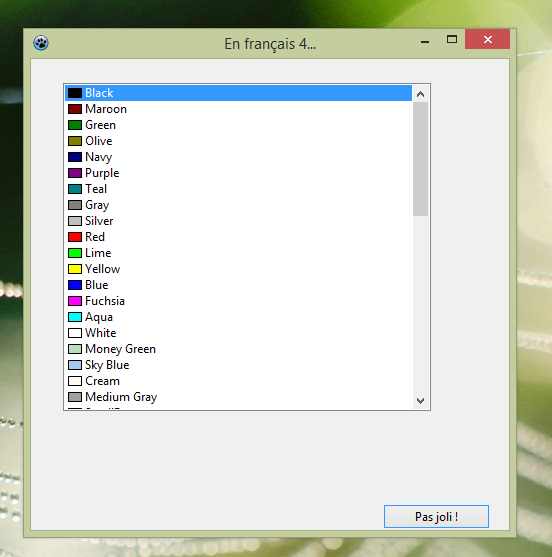 En français 4...
Black
Maroon
Green
Olive
Navy
Purple
Teal
Gray
Silver
Red
Lime
Yellow
Blue
Fuchsia
Aqua
White
Money Green
Sky Blue
Cream
Medium Gray
Pas joli !